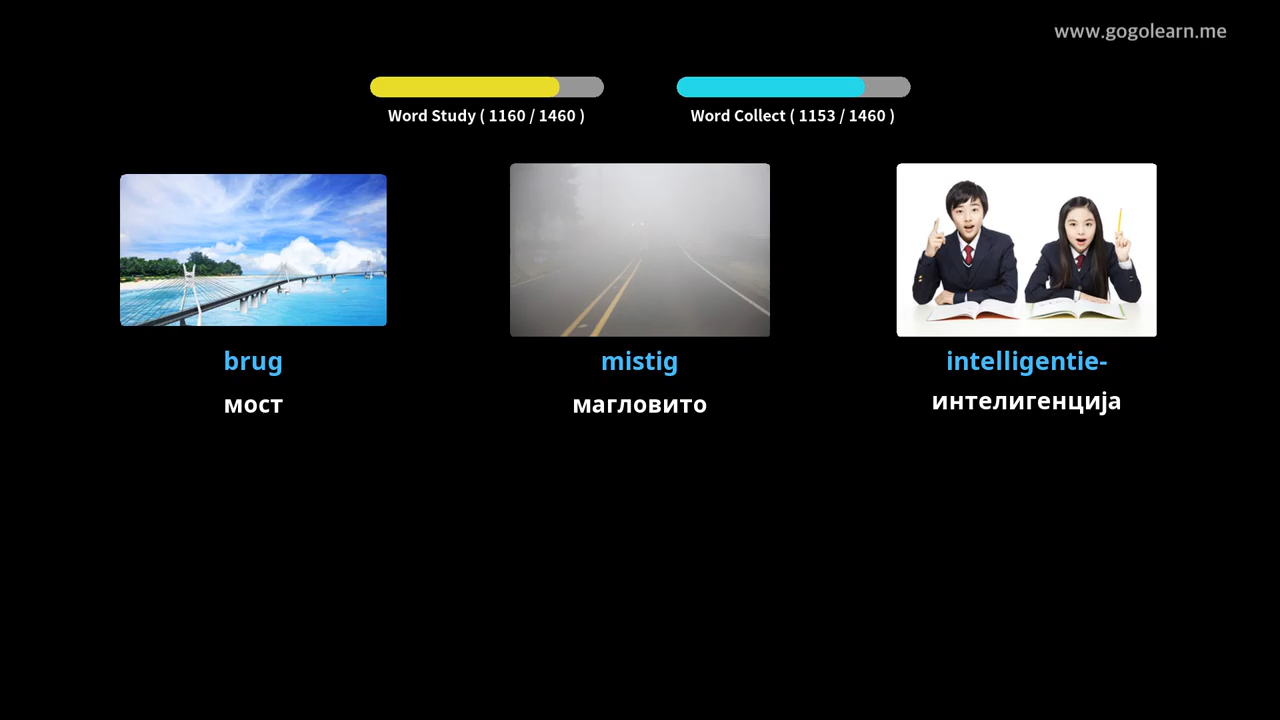 www.gogolearn.me
Word Study ( 1160 / 1460 )
Word Collect ( 1153 / 1460 )
brug
мост
mistig
магловито
intelligentie-
интелигенција